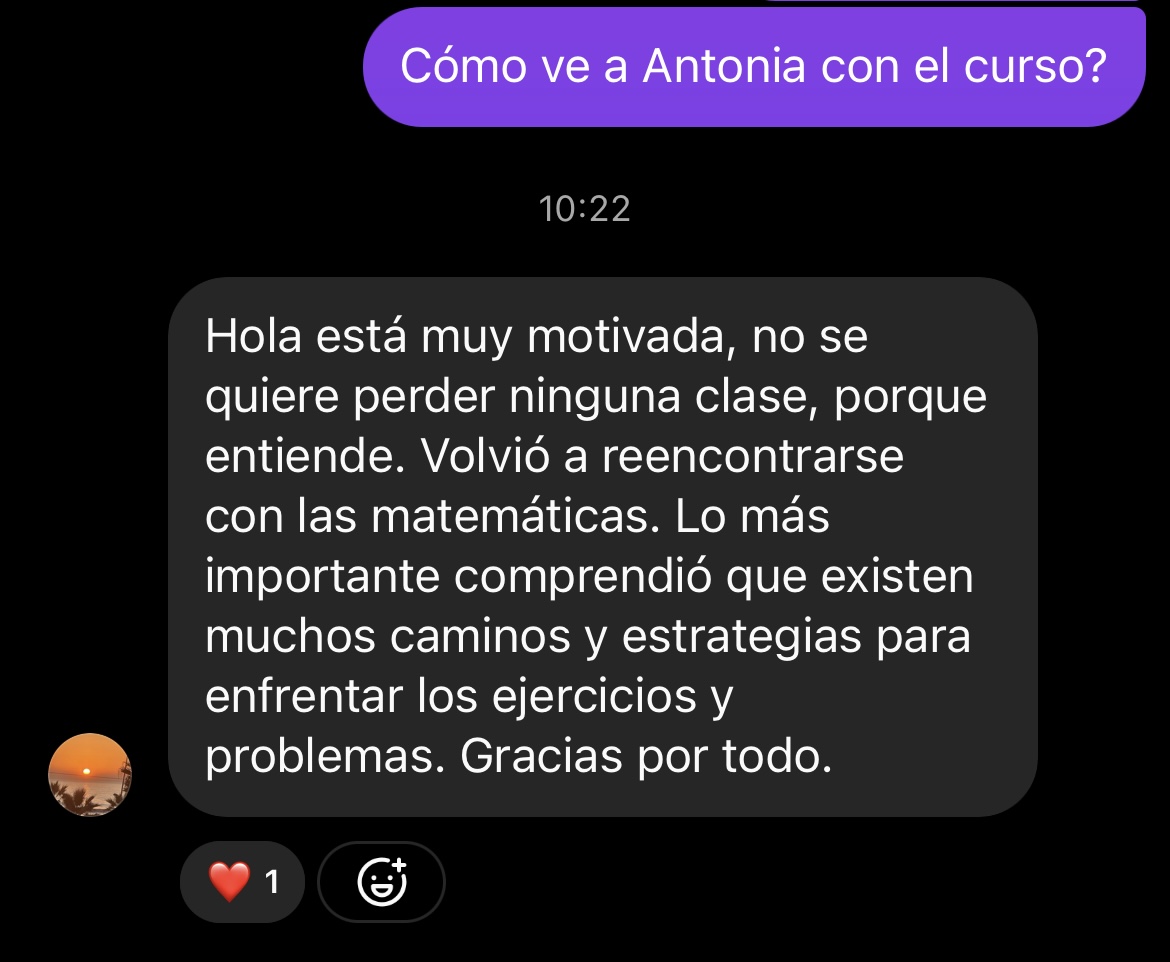 Cómo ve a Antonia con el curso?
10:22
Hola está muy motivada, no se
quiere perder ninguna clase, porque
entiende. Volvió a reencontrarse
con las matemáticas. Lo más
importante comprendió que existen
muchos caminos y estrategias para
enfrentar los ejercicios y
problemas. Gracias por todo.
❤️ 1